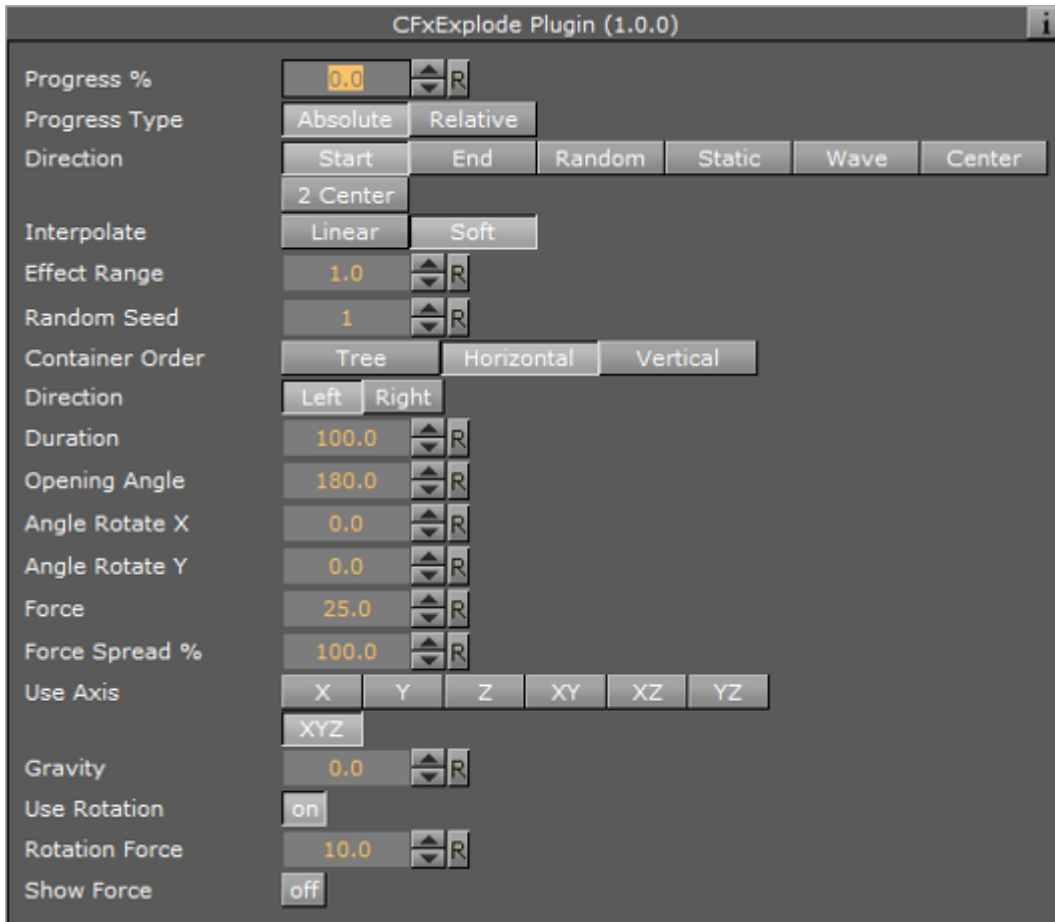 CFxExplode Plugin (1.0.0) i
Progress % 0.0 R
Progress Type Absolute Relative
Direction Start End Random Static Wave Center
2 Center
Interpolate Linear Soft
Effect Range 1.0 R
Random Seed 1 R
Container Order Tree Horizontal Vertical
Direction Left Right
Duration 100.0 R
Opening Angle 180.0 R
Angle Rotate X 0.0 R
Angle Rotate Y 0.0 R
Force 25.0 R
Force Spread % 100.0 R
Use Axis X Y Z XY XZ YZ
XYZ
Gravity 0.0 R
Use Rotation on
Rotation Force 10.0 R
Show Force off